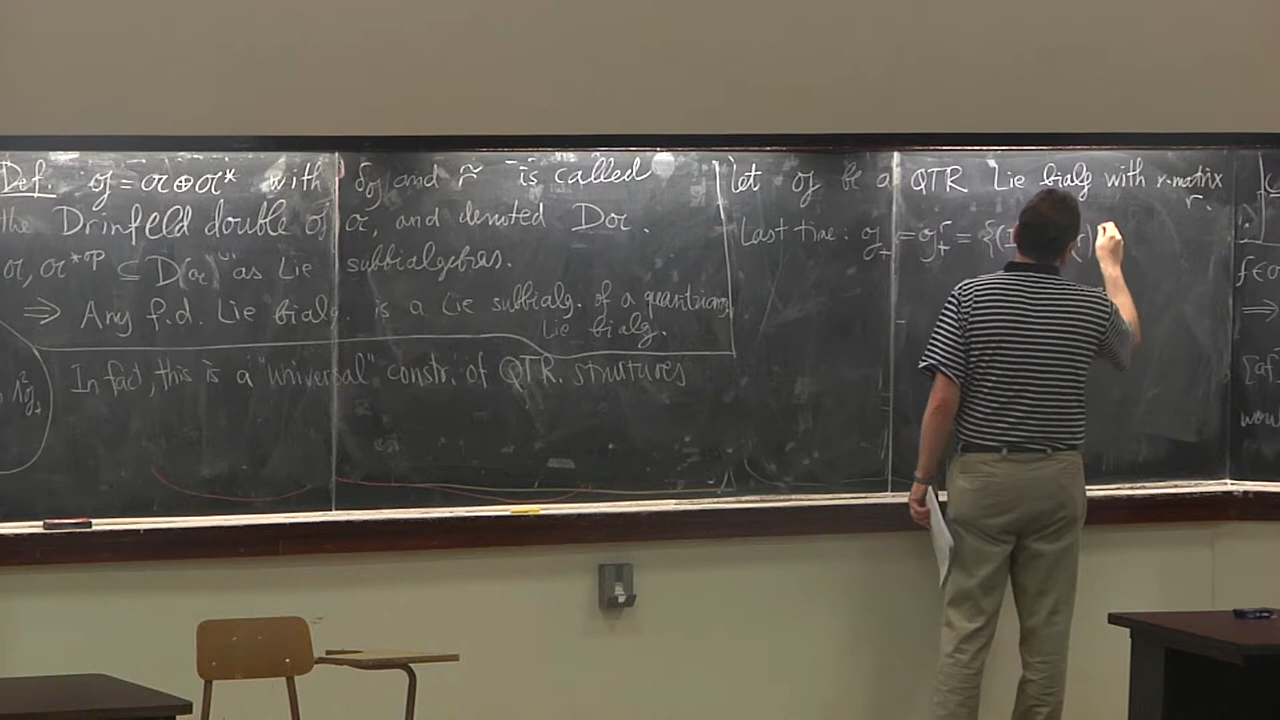 Def. 𝔤 = 𝔞 ⊕ 𝔞* with δ_𝔤 and r̃ is called
the Drinfeld double of 𝔞, and denoted D𝔞.
𝔞, 𝔞*ᵒᵖ ⊆ D(𝔞) as Lie subbialgebras.
⟹ Any f.d. Lie bialg. is a Lie subbialg. of a quasitriang.
Lie bialg.
In fact, this is a "universal" constr. of QTR. structures
Let 𝔤 be a QTR Lie bialg with r-matrix
r.
Last time: 𝔤₊ = 𝔤₊ʳ = {(1
f ∈
⟹
wou